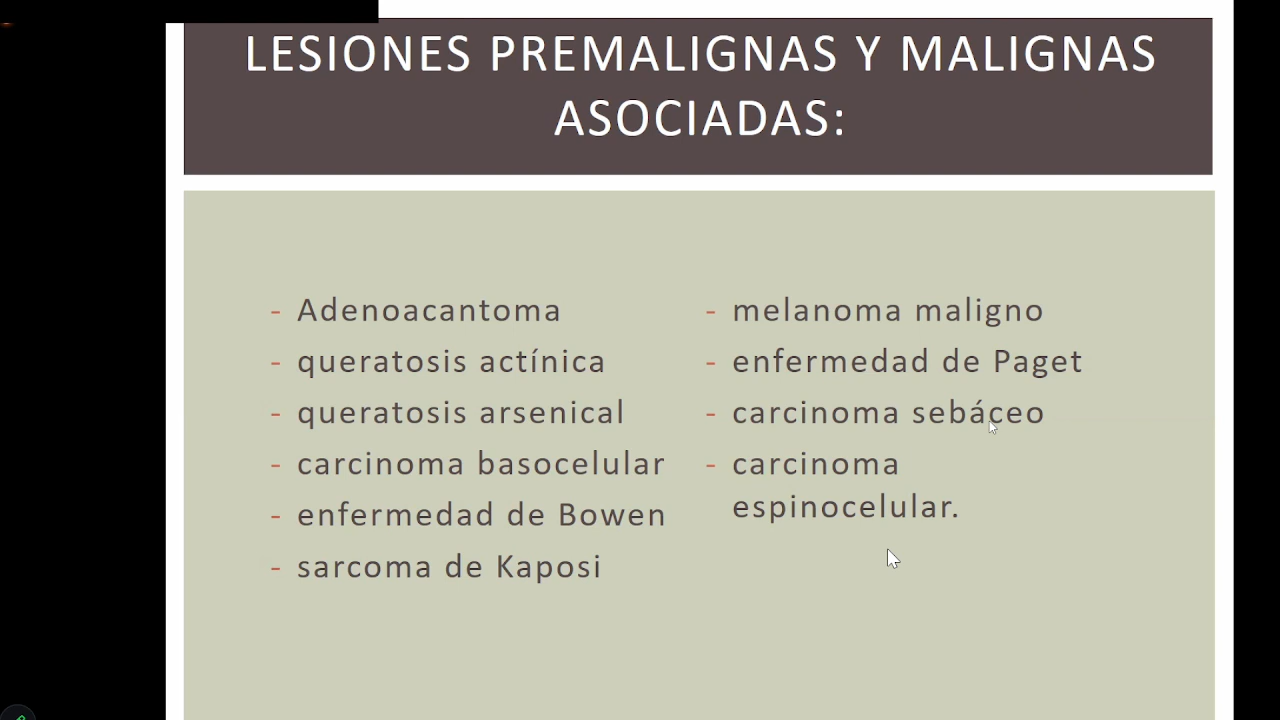 LESIONES PREMALIGNAS Y MALIGNAS
ASOCIADAS:
- Adenoacantoma
- queratosis actínica
- queratosis arsenical
- carcinoma basocelular
- enfermedad de Bowen
- sarcoma de Kaposi
- melanoma maligno
- enfermedad de Paget
- carcinoma sebáceo
- carcinoma
espinocelular.